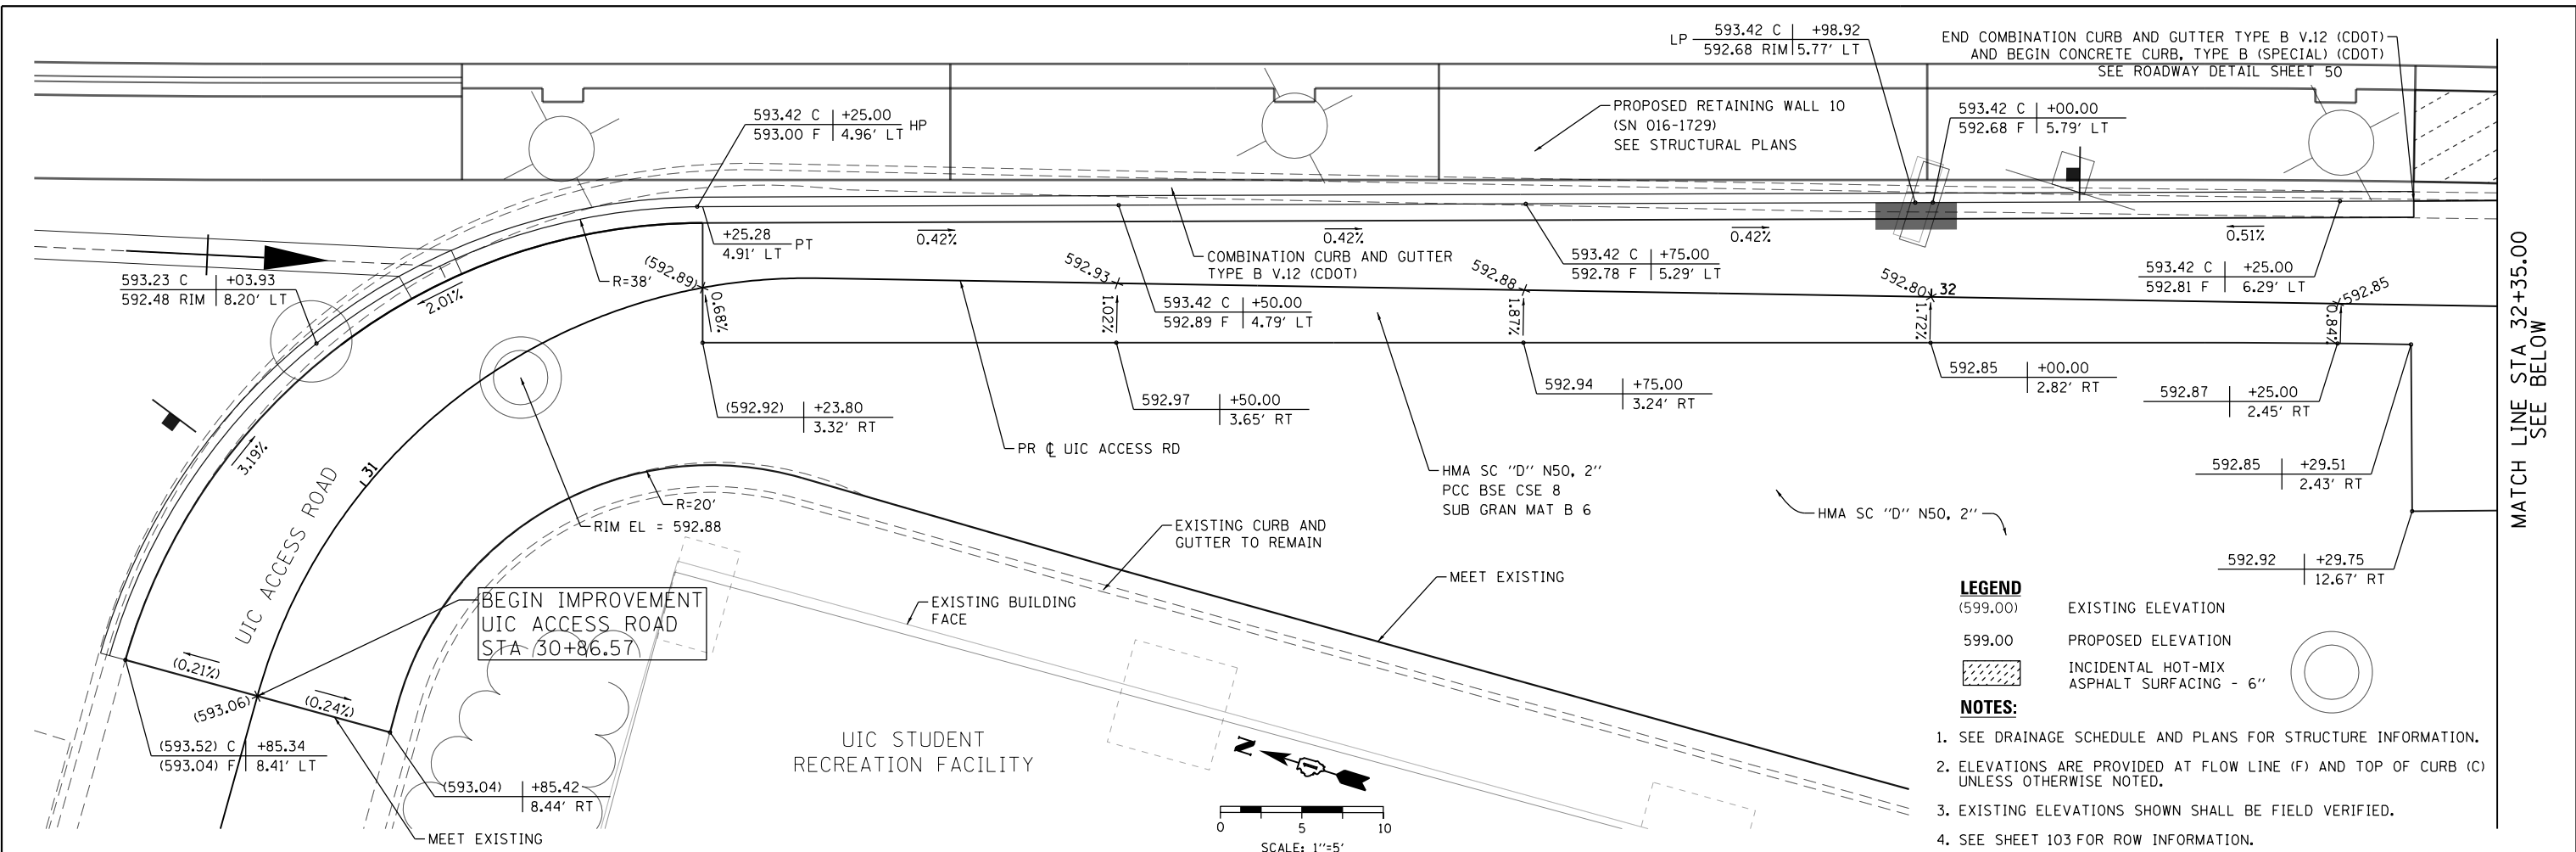 593.42 C +98.92
LP 592.68 RIM 5.77' LT
END COMBINATION CURB AND GUTTER TYPE B V.12 (CDOT)
AND BEGIN CONCRETE CURB, TYPE B (SPECIAL) (CDOT)
SEE ROADWAY DETAIL SHEET 50
593.42 C +25.00
593.00 F 4.96' LT HP
PROPOSED RETAINING WALL 10
(SN 016-1729)
SEE STRUCTURAL PLANS
593.42 C +00.00
592.68 F 5.79' LT
+25.28
4.91' LT PT
0.42%
0.42%
0.42%
0.51%
COMBINATION CURB AND GUTTER
TYPE B V.12 (CDOT)
593.42 C +75.00
592.78 F 5.29' LT
593.42 C +25.00
592.81 F 6.29' LT
593.23 C +03.93
592.48 RIM 8.20' LT
R=38'
2.01%
(592.89)
0.68%
592.93
1.02%
593.42 C +50.00
592.89 F 4.79' LT
592.88
1.87%
592.80
32
1.72%
592.85
0.84%
MATCH LINE STA 32+35.00
SEE BELOW
(592.92) +23.80
3.32' RT
592.97 +50.00
3.65' RT
592.94 +75.00
3.24' RT
592.85 +00.00
2.82' RT
592.87 +25.00
2.45' RT
592.85 +29.51
2.43' RT
592.92 +29.75
12.67' RT
3.19%
31
UIC ACCESS ROAD
PR ℄ UIC ACCESS RD
HMA SC "D" N50, 2"
PCC BSE CSE 8
SUB GRAN MAT B 6
HMA SC "D" N50, 2"
R=20'
RIM EL = 592.88
EXISTING CURB AND
GUTTER TO REMAIN
MEET EXISTING
BEGIN IMPROVEMENT
UIC ACCESS ROAD
STA 30+86.57
EXISTING BUILDING
FACE
(0.21%)
(593.06)
(0.24%)
(593.52) C +85.34
(593.04) F 8.41' LT
(593.04) +85.42
8.44' RT
MEET EXISTING
UIC STUDENT
RECREATION FACILITY
N
0 5 10
SCALE: 1"=5'
LEGEND
(599.00) EXISTING ELEVATION
599.00 PROPOSED ELEVATION
INCIDENTAL HOT-MIX
ASPHALT SURFACING - 6"
NOTES:
1. SEE DRAINAGE SCHEDULE AND PLANS FOR STRUCTURE INFORMATION.
2. ELEVATIONS ARE PROVIDED AT FLOW LINE (F) AND TOP OF CURB (C)
UNLESS OTHERWISE NOTED.
3. EXISTING ELEVATIONS SHOWN SHALL BE FIELD VERIFIED.
4. SEE SHEET 103 FOR ROW INFORMATION.